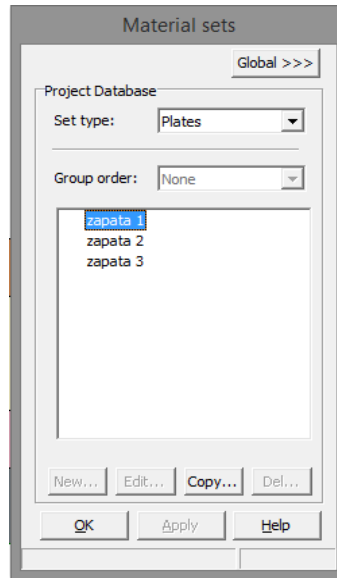 Material sets
Global >>>
Project Database
Set type: Plates
Group order: None
zapata 1
zapata 2
zapata 3
New... Edit... Copy... Del...
OK Apply Help